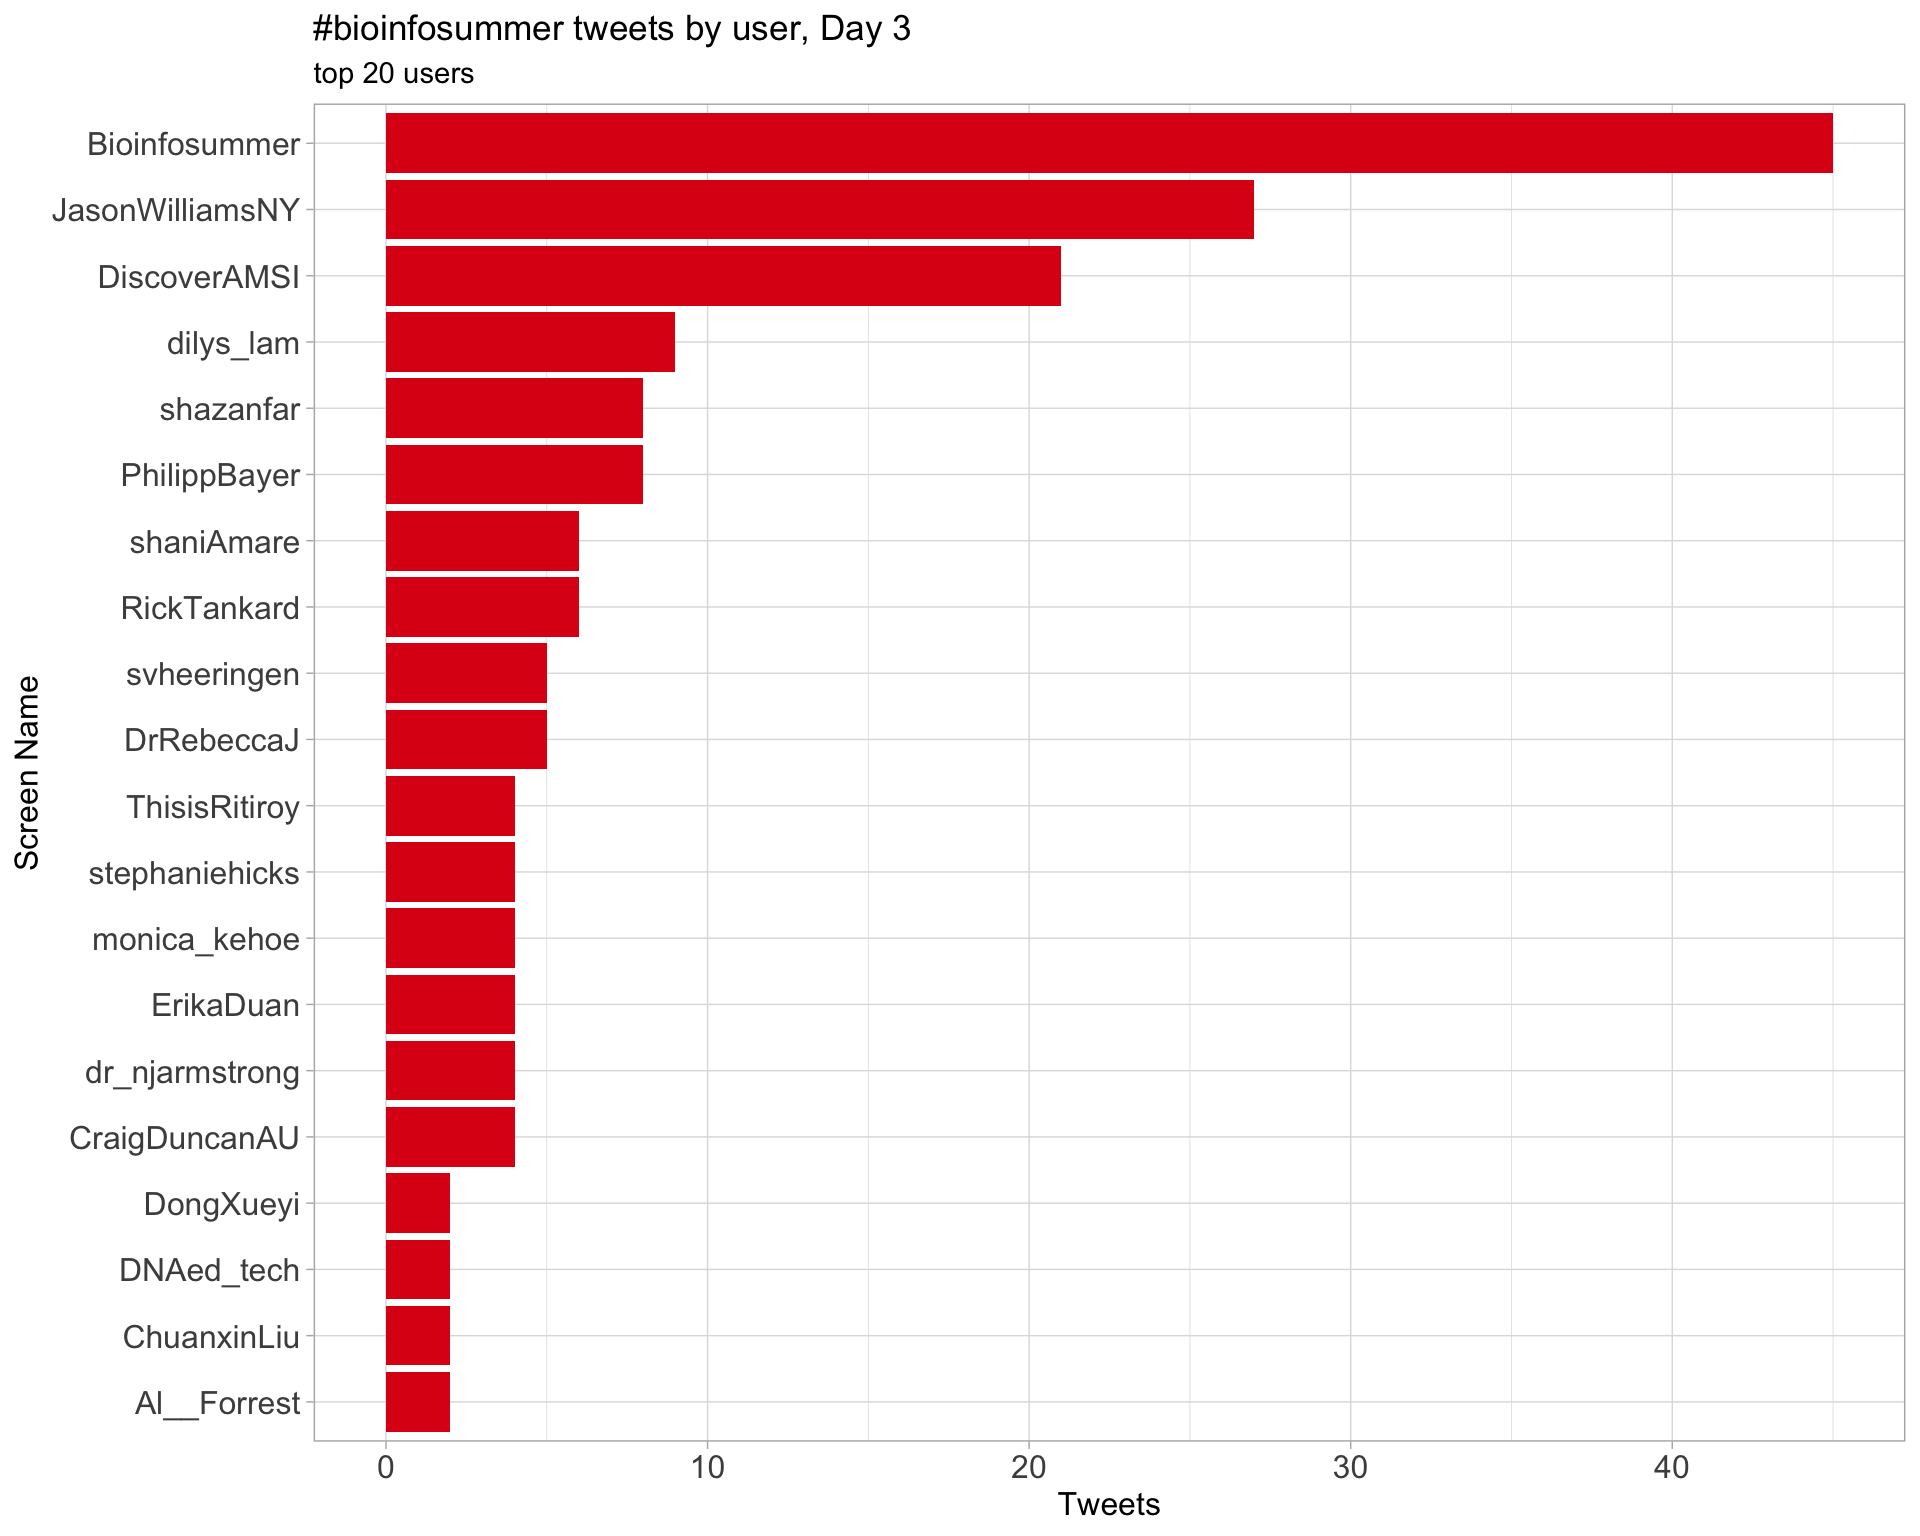 #bioinfosummer tweets by user, Day 3
top 20 users
Screen Name
Bioinfosummer
JasonWilliamsNY
DiscoverAMSI
dilys_lam
shazanfar
PhilippBayer
shaniAmare
RickTankard
svheeringen
DrRebeccaJ
ThisisRitiroy
stephaniehicks
monica_kehoe
ErikaDuan
dr_njarmstrong
CraigDuncanAU
DongXueyi
DNAed_tech
ChuanxinLiu
Al__Forrest
0 10 20 30 40
Tweets